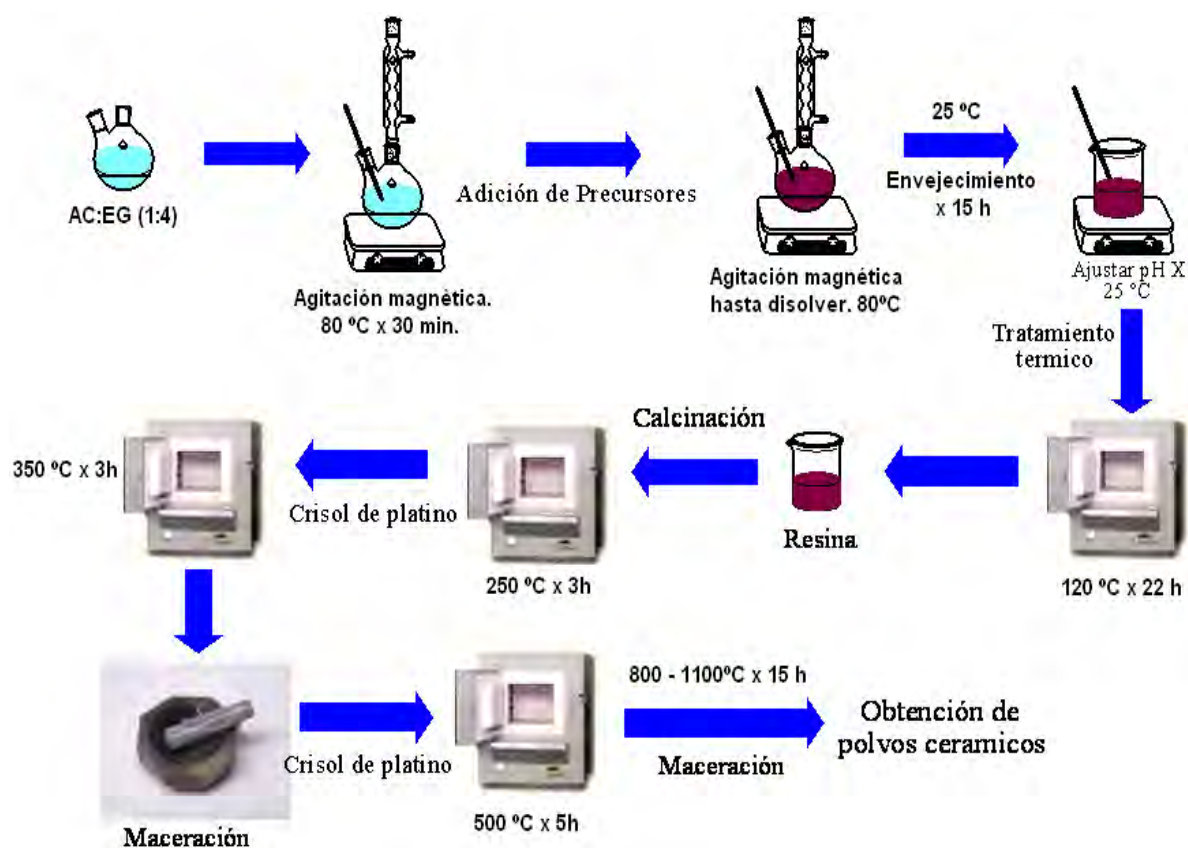 AC:EG (1:4)
Agitación magnètica.
80 ºC x 30 min.
Adición de Precursores
Agitación magnética
hasta disolver. 80ºC
25 ºC
Envejecimiento
x 15 h
Ajustar pH X
25 ºC
Tratamiento
termico
120 ºC x 22 h
Resina
Calcinación
250 ºC x 3h
Crisol de platino
350 ºC x 3h
Maceración
Crisol de platino
500 ºC x 5h
800 - 1100ºC x 15 h
Maceración
Obtención de
polvos ceramicos